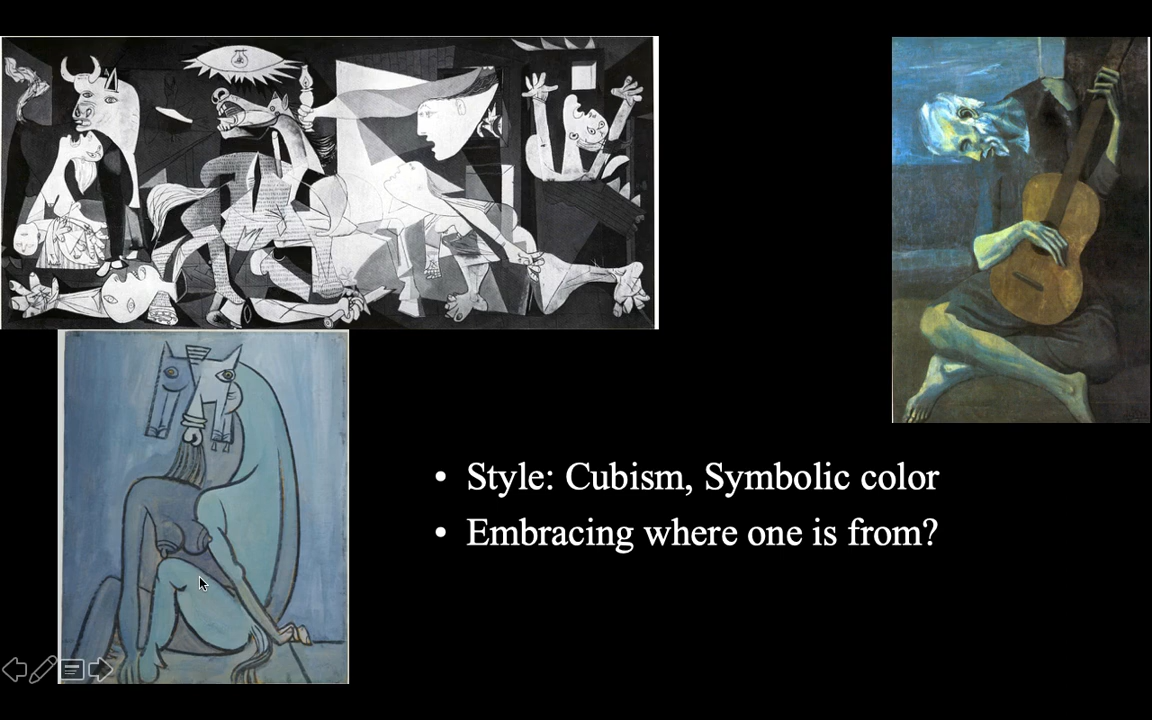 • Style: Cubism, Symbolic color
• Embracing where one is from?